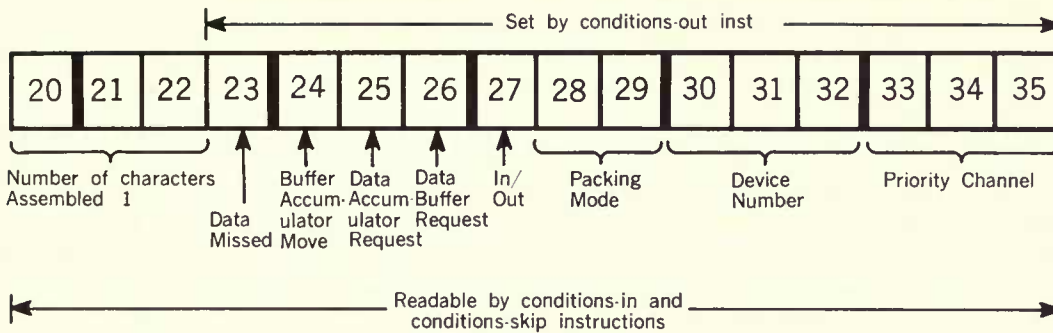 Set by conditions-out inst
20 21 22 23 24 25 26 27 28 29 30 31 32 33 34 35
Number of characters
Assembled 1
Data
Missed
Buffer
Accum-
ulator
Move
Data
Accum-
ulator
Request
Data
Buffer
Request
In/
Out
Packing
Mode
Device
Number
Priority Channel
Readable by conditions-in and
conditions-skip instructions